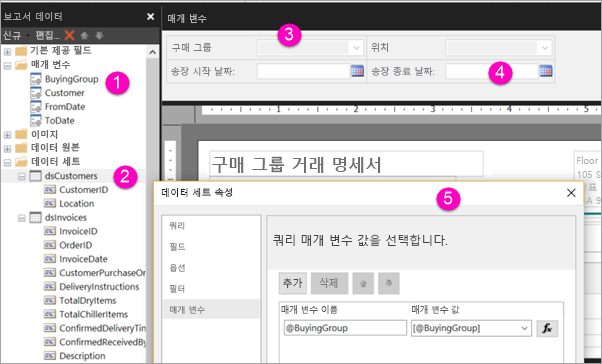 보고서 데이터
신규 편집...
기본 제공 필드
매개 변수
BuyingGroup
Customer
FromDate
ToDate
이미지
데이터 원본
데이터 세트
dsCustomers
CustomerID
Location
dsInvoices
InvoiceID
OrderID
InvoiceDate
CustomerPurchaseOr
DeliveryInstructions
TotalDryItems
TotalChillerItems
ConfirmedDeliveryTin
ConfirmedReceivedBy
Description
1
2
매개 변수
구매 그룹
위치
송장 시작 날짜:
송장 종료 날짜:
3
4
1 2 3 4 5
구매 그룹 거래 명세서
Floor
105 S
데이터 세트 속성
5
쿼리
필드
옵션
필터
매개 변수
쿼리 매개 변수 값을 선택합니다.
추가 삭제
매개 변수 이름 매개 변수 값
@BuyingGroup [@BuyingGroup] fx